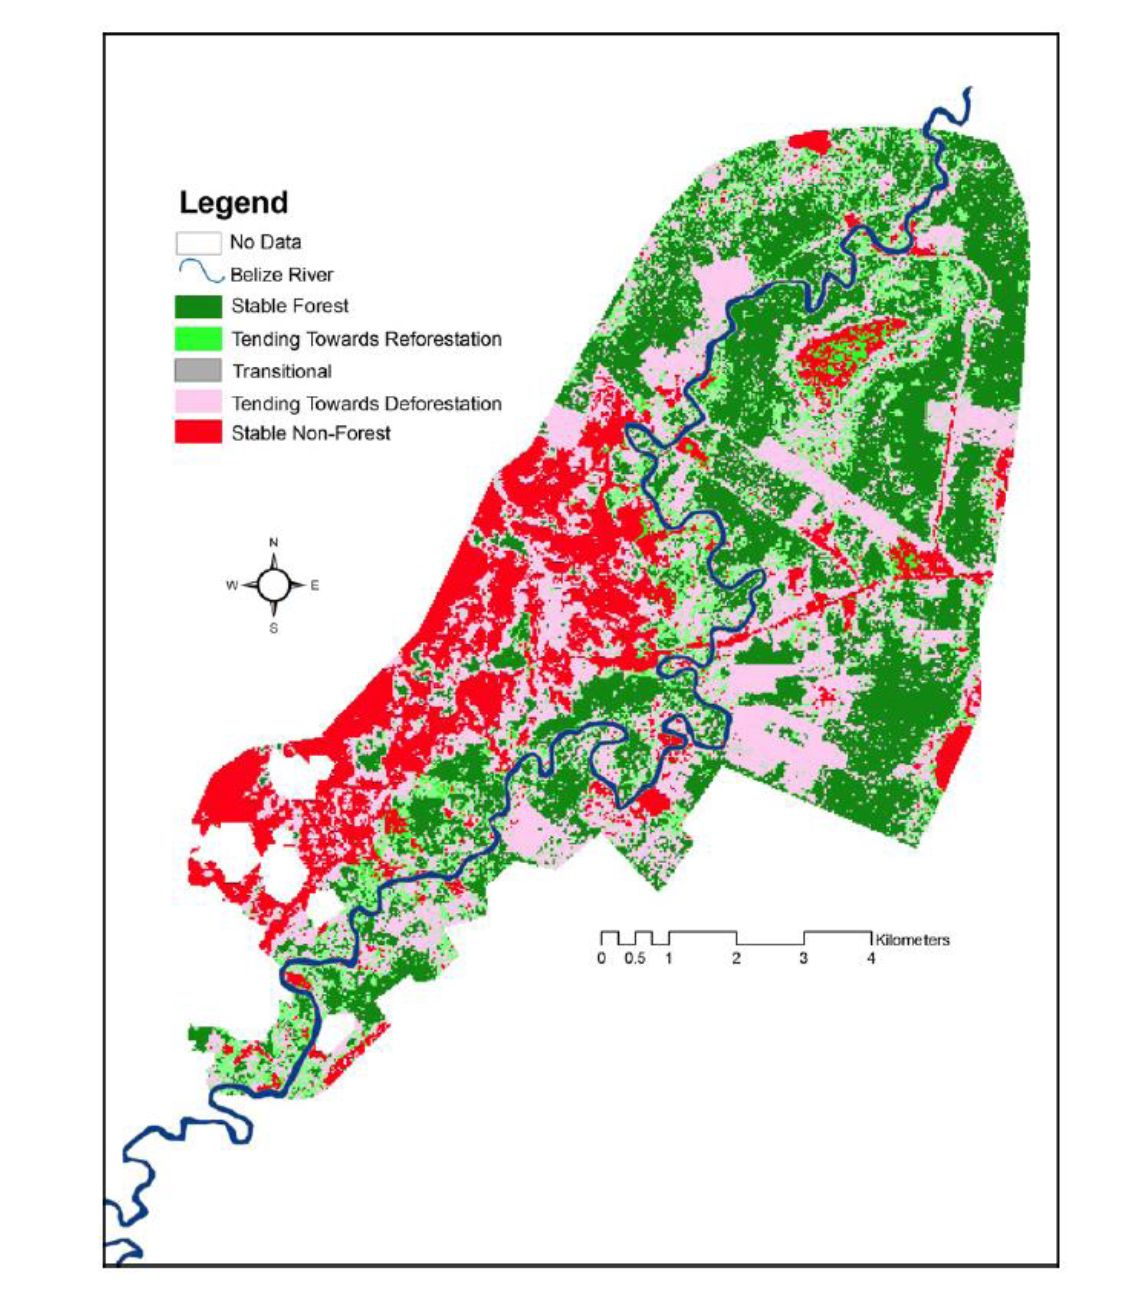 Legend
No Data
Belize River
Stable Forest
Tending Towards Reforestation
Transitional
Tending Towards Deforestation
Stable Non-Forest
N
W E
S
Kilometers
0 0.5 1 2 3 4